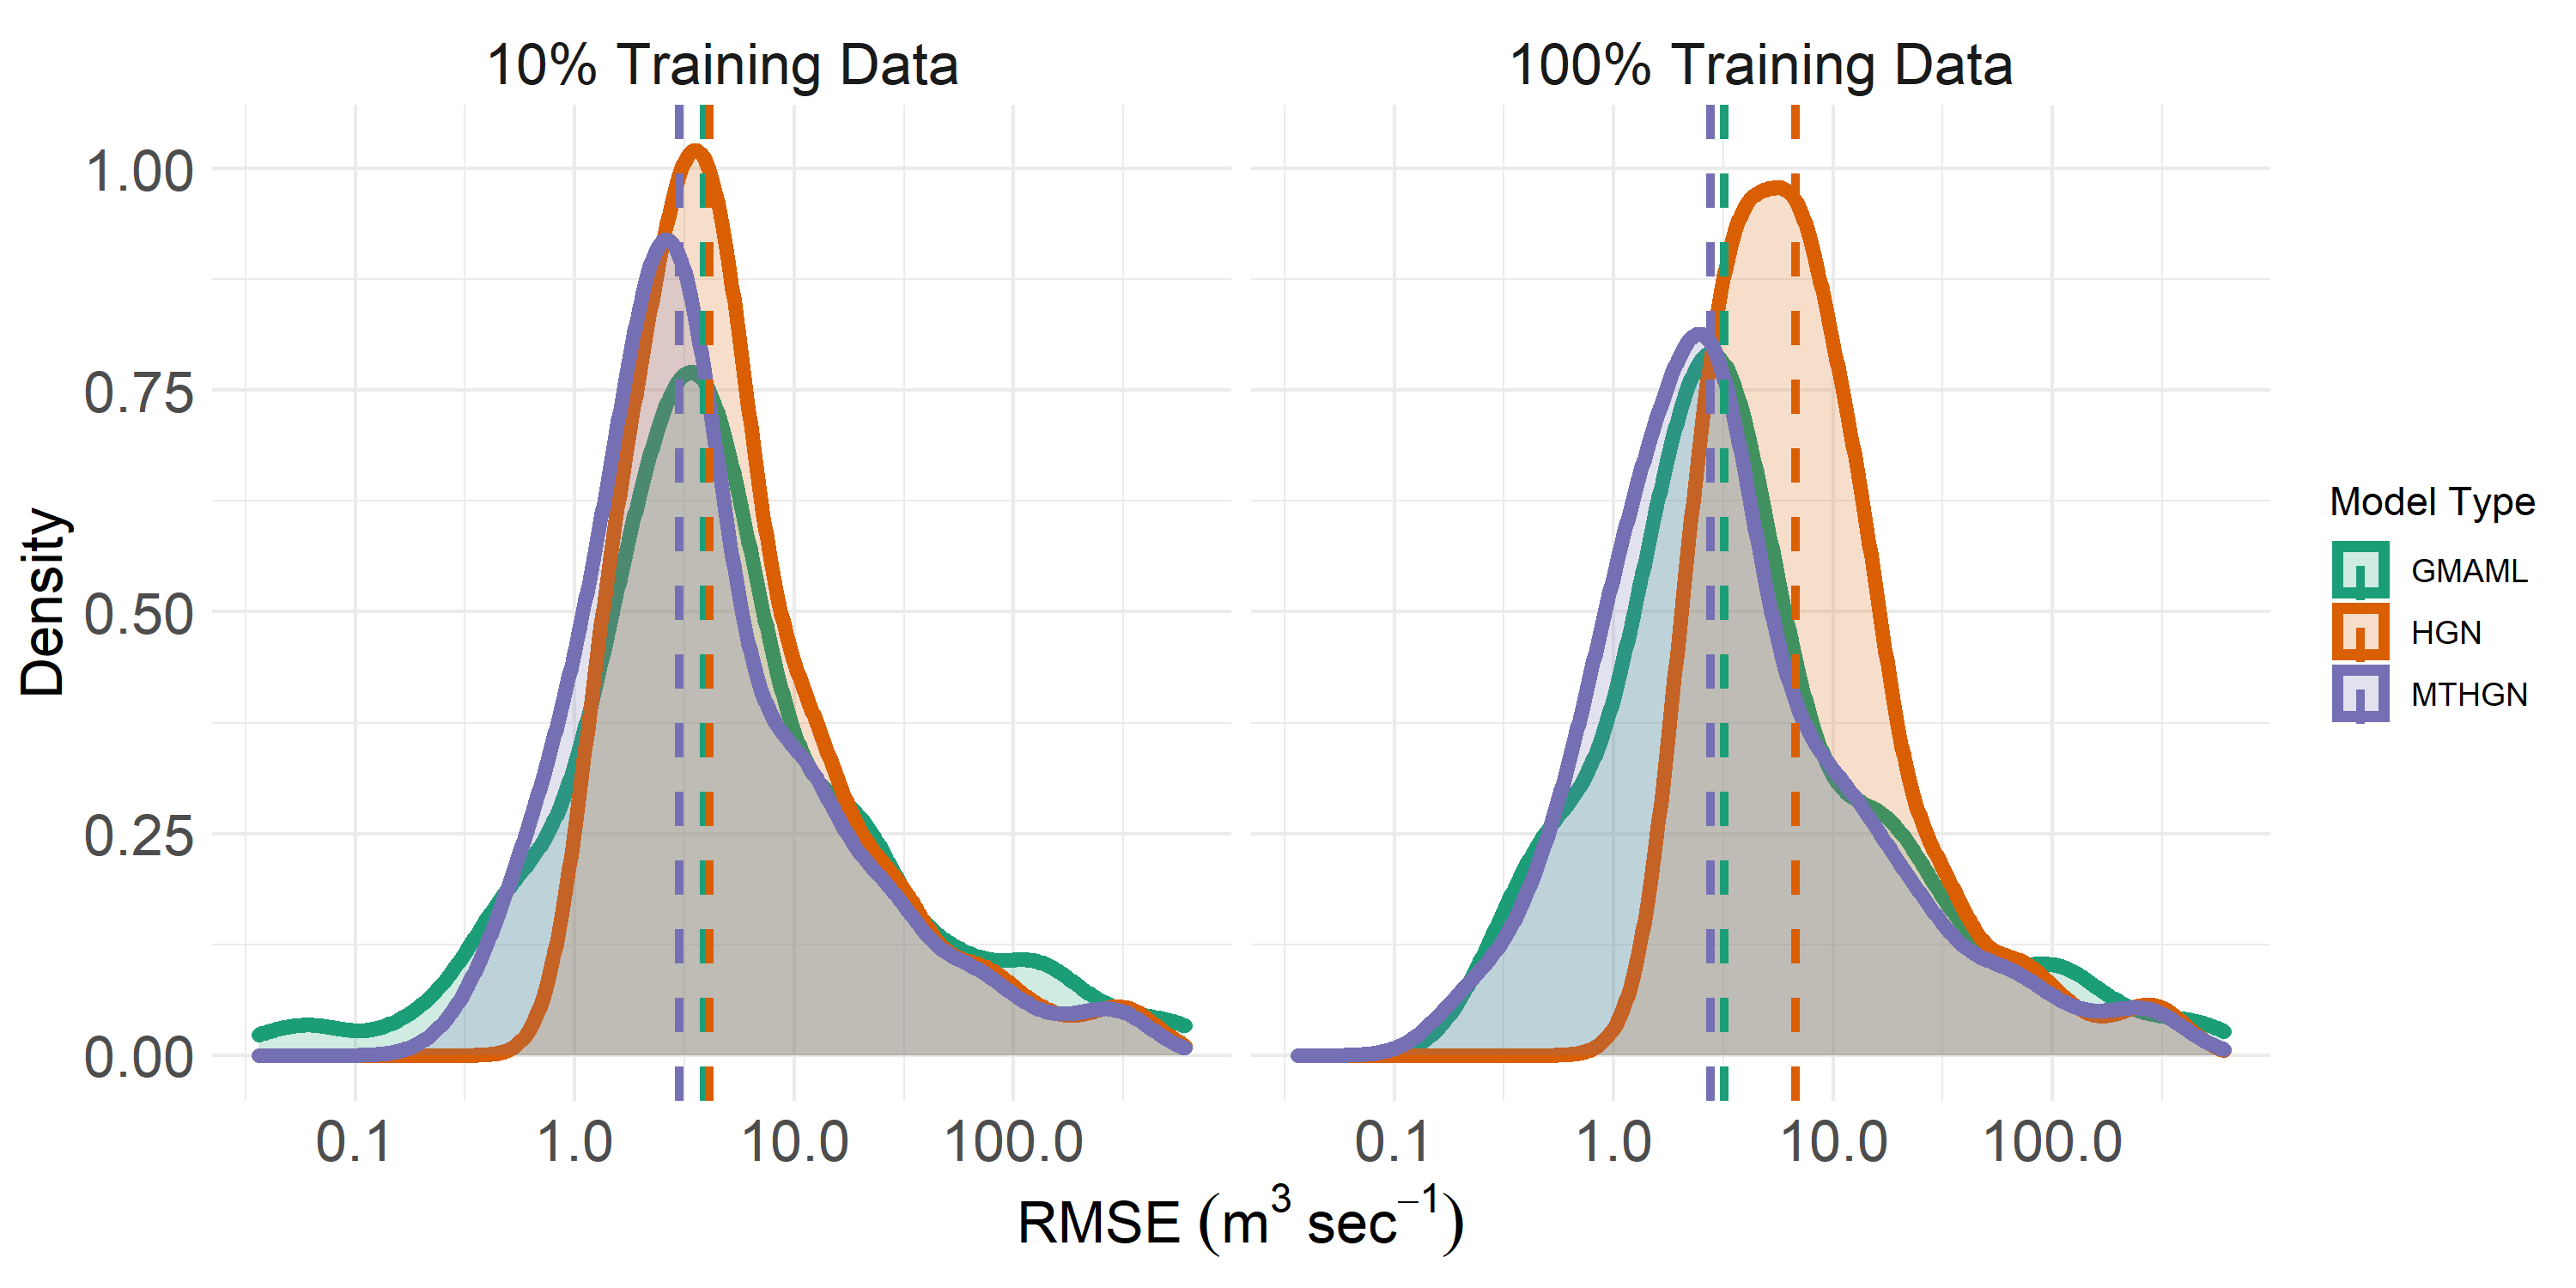 10% Training Data
100% Training Data
Density
1.00
0.75
0.50
0.25
0.00
0.1 1.0 10.0 100.0
0.1 1.0 10.0 100.0
RMSE (m³ sec⁻¹)
Model Type
GMAML
HGN
MTHGN